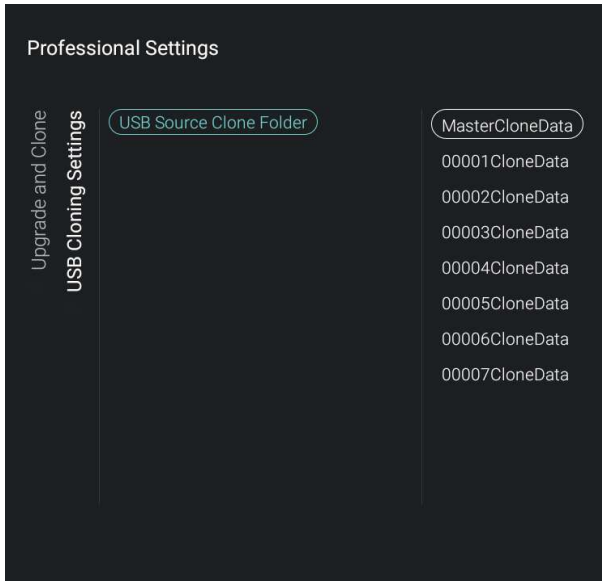 Professional Settings
Upgrade and Clone
USB Cloning Settings
USB Source Clone Folder
MasterCloneData
00001CloneData
00002CloneData
00003CloneData
00004CloneData
00005CloneData
00006CloneData
00007CloneData